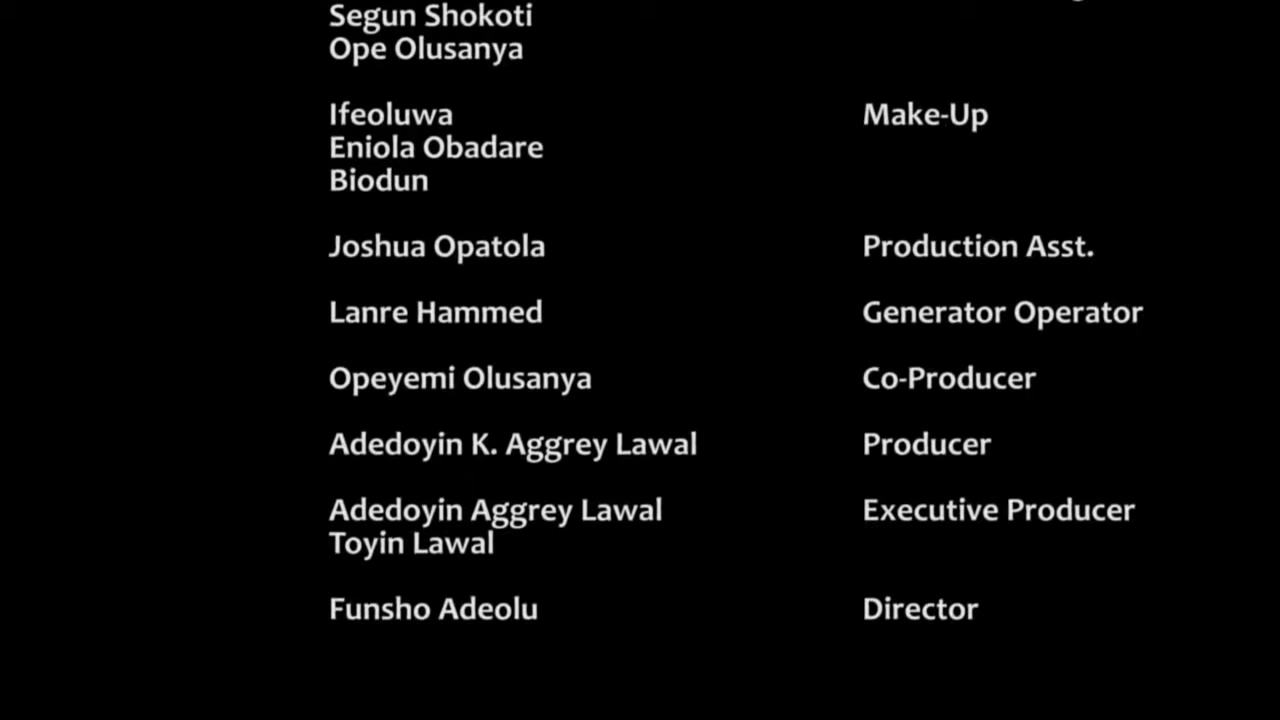 Segun Shokoti
Ope Olusanya
Ifeoluwa Make-Up
Eniola Obadare
Biodun
Joshua Opatola Production Asst.
Lanre Hammed Generator Operator
Opeyemi Olusanya Co-Producer
Adedoyin K. Aggrey Lawal Producer
Adedoyin Aggrey Lawal Executive Producer
Toyin Lawal
Funsho Adeolu Director